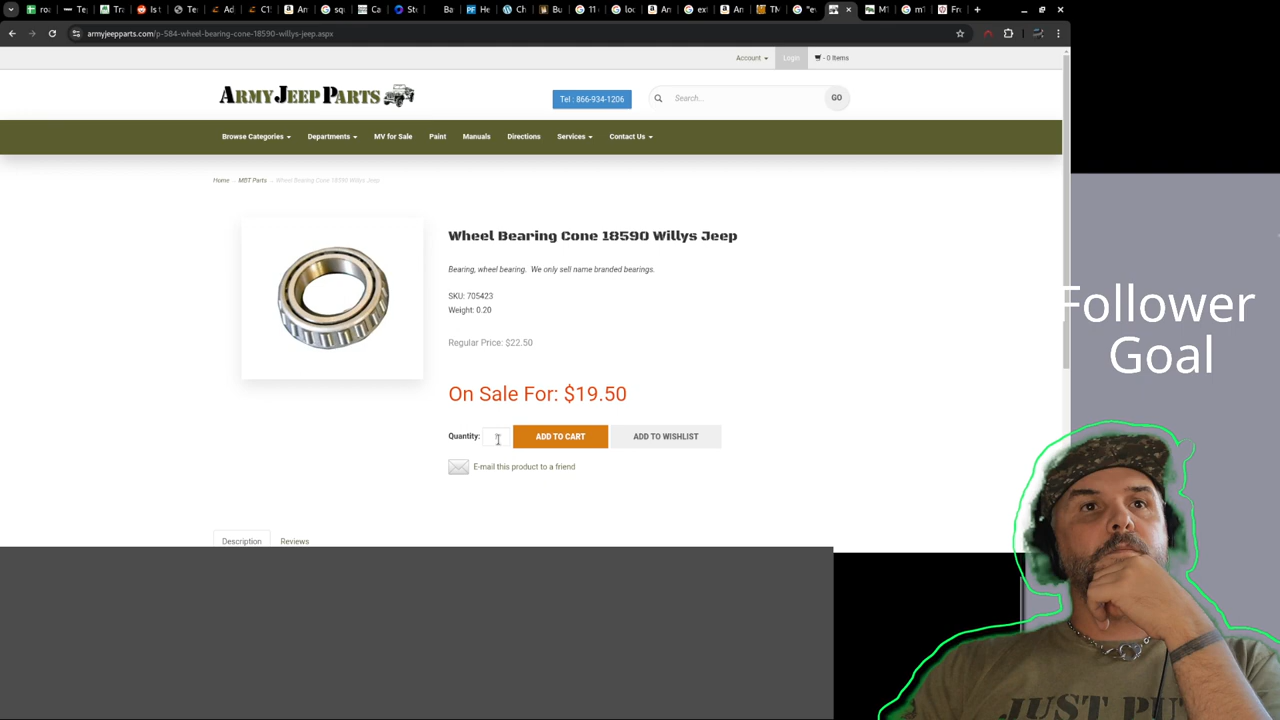 armyjeepparts.com/p-584-wheel-bearing-cone-18590-willys-jeep.aspx
Account
Login
- 0 Items
ARMY JEEP PARTS
Tel : 866-934-1206
Search...
GO
Browse Categories
Departments
MV for Sale
Paint
Manuals
Directions
Services
Contact Us
Home
MBT Parts
Wheel Bearing Cone 18590 Willys Jeep
Wheel Bearing Cone 18590 Willys Jeep
Bearing, wheel bearing. We only sell name branded bearings.
SKU: 705423
Weight: 0.20
Regular Price: $22.50
On Sale For: $19.50
Quantity:
ADD TO CART
ADD TO WISHLIST
E-mail this product to a friend
Description
Reviews
Follower
Goal
JUST PU